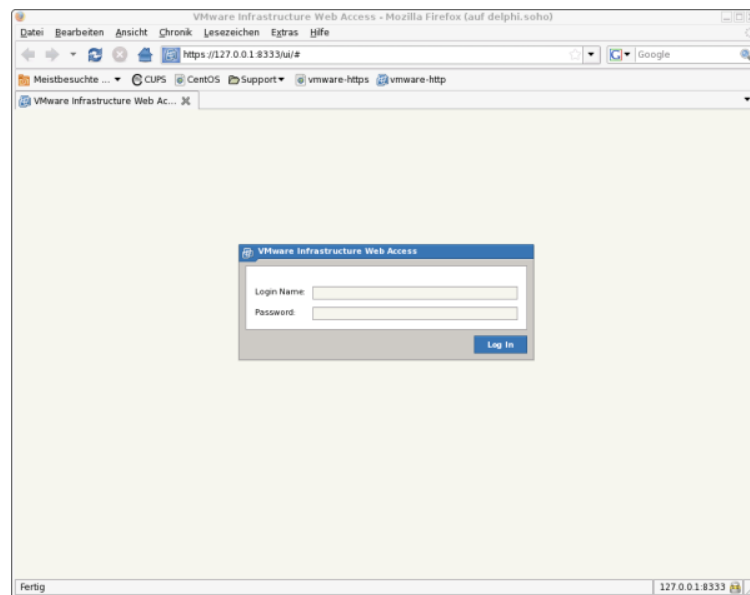 VMware Infrastructure Web Access - Mozilla Firefox (auf delphi.soho)
Datei Bearbeiten Ansicht Chronik Lesezeichen Extras Hilfe
https://127.0.0.1:8333/ui/# Google
Meistbesuchte ... CUPS CentOS Support vmware-https vmware-http
VMware Infrastructure Web Ac...
VMware Infrastructure Web Access
Login Name:
Password:
Log In
Fertig 127.0.0.1:8333